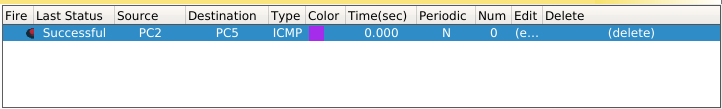 Fire Last Status Source Destination Type Color Time(sec) Periodic Num Edit Delete
Successful PC2 PC5 ICMP 0.000 N 0 (e... (delete)